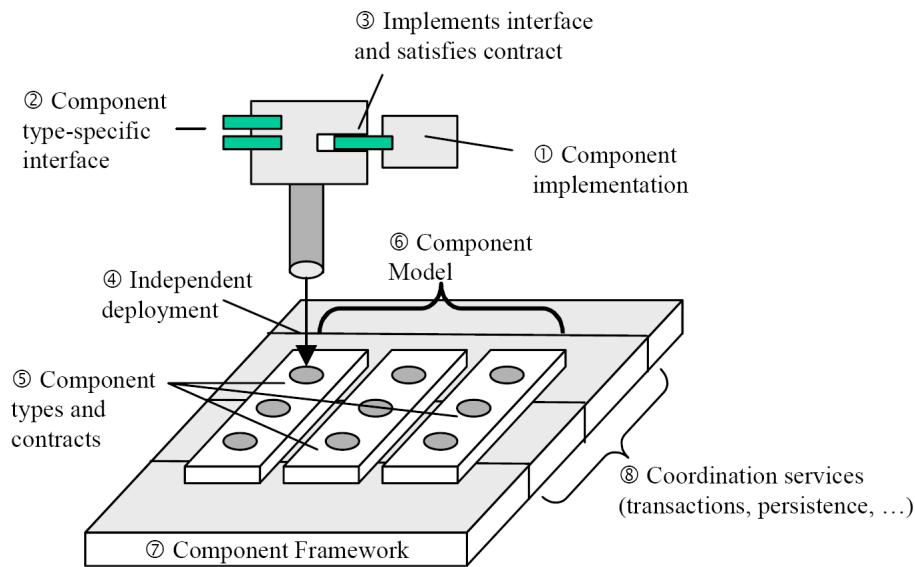 ③ Implements interface
and satisfies contract
② Component
type-specific
interface
① Component
implementation
⑥ Component
Model
④ Independent
deployment
⑤ Component
types and
contracts
⑧ Coordination services
(transactions, persistence, …)
⑦ Component Framework